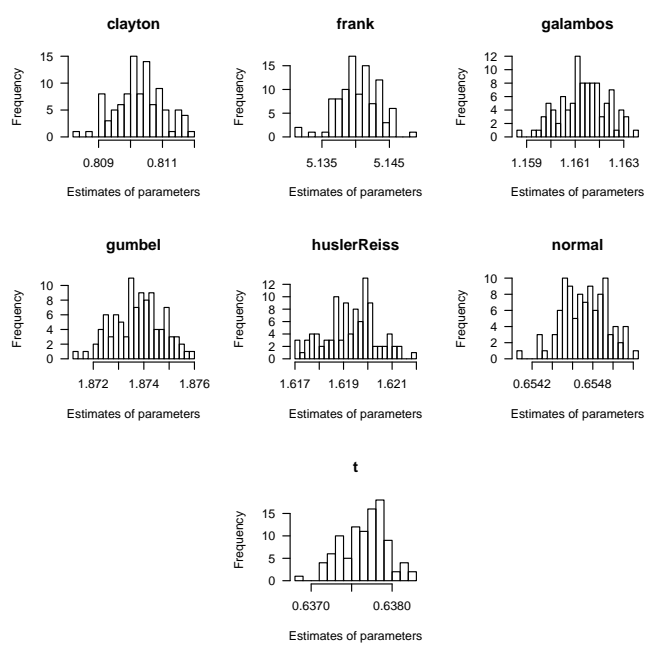 clayton
Frequency
15
10
5
0
0.809 0.811
Estimates of parameters
frank
Frequency
15
10
5
0
5.135 5.145
Estimates of parameters
galambos
Frequency
12
10
8
6
4
2
0
1.159 1.161 1.163
Estimates of parameters
gumbel
Frequency
10
8
6
4
2
0
1.872 1.874 1.876
Estimates of parameters
huslerReiss
Frequency
12
10
8
6
4
2
0
1.617 1.619 1.621
Estimates of parameters
normal
Frequency
10
8
6
4
2
0
0.6542 0.6548
Estimates of parameters
t
Frequency
15
10
5
0
0.6370 0.6380
Estimates of parameters